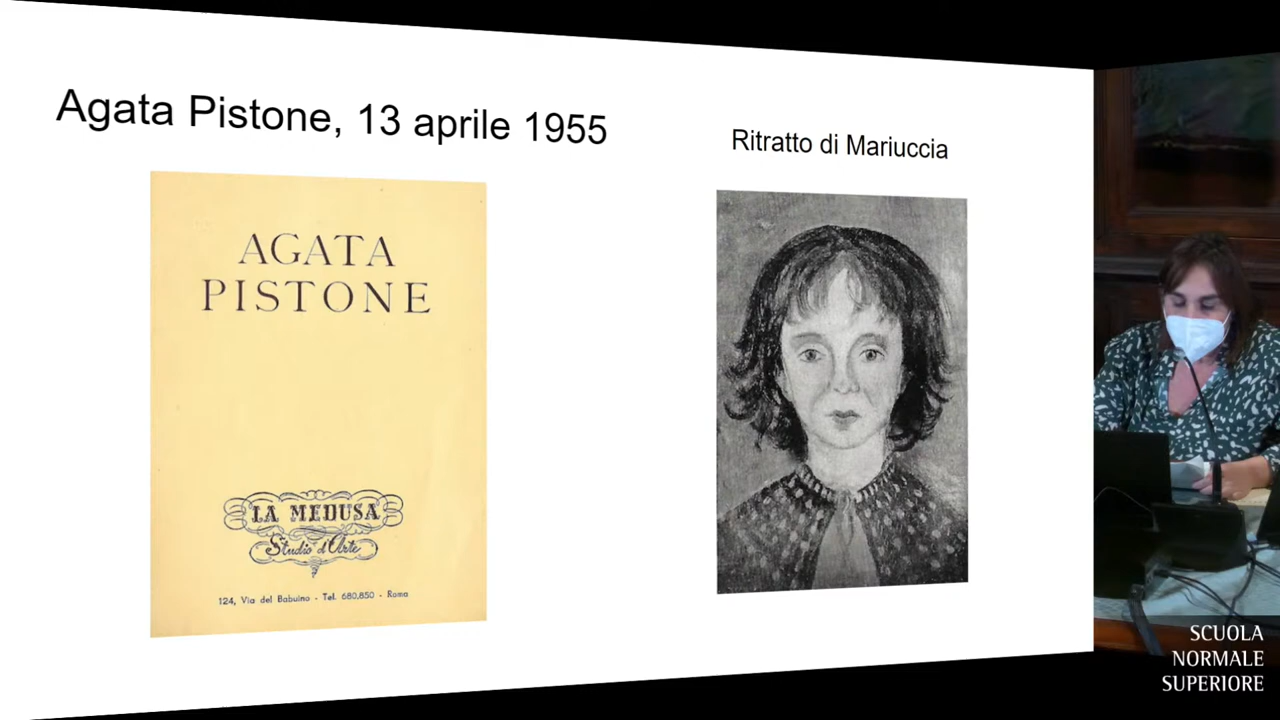 Agata Pistone, 13 aprile 1955
Ritratto di Mariuccia
AGATA
PISTONE
LA MEDUSA
Studio d'Arte
124, Via del Babuino - Tel. 680,850 - Roma
SCUOLA
NORMALE
SUPERIORE